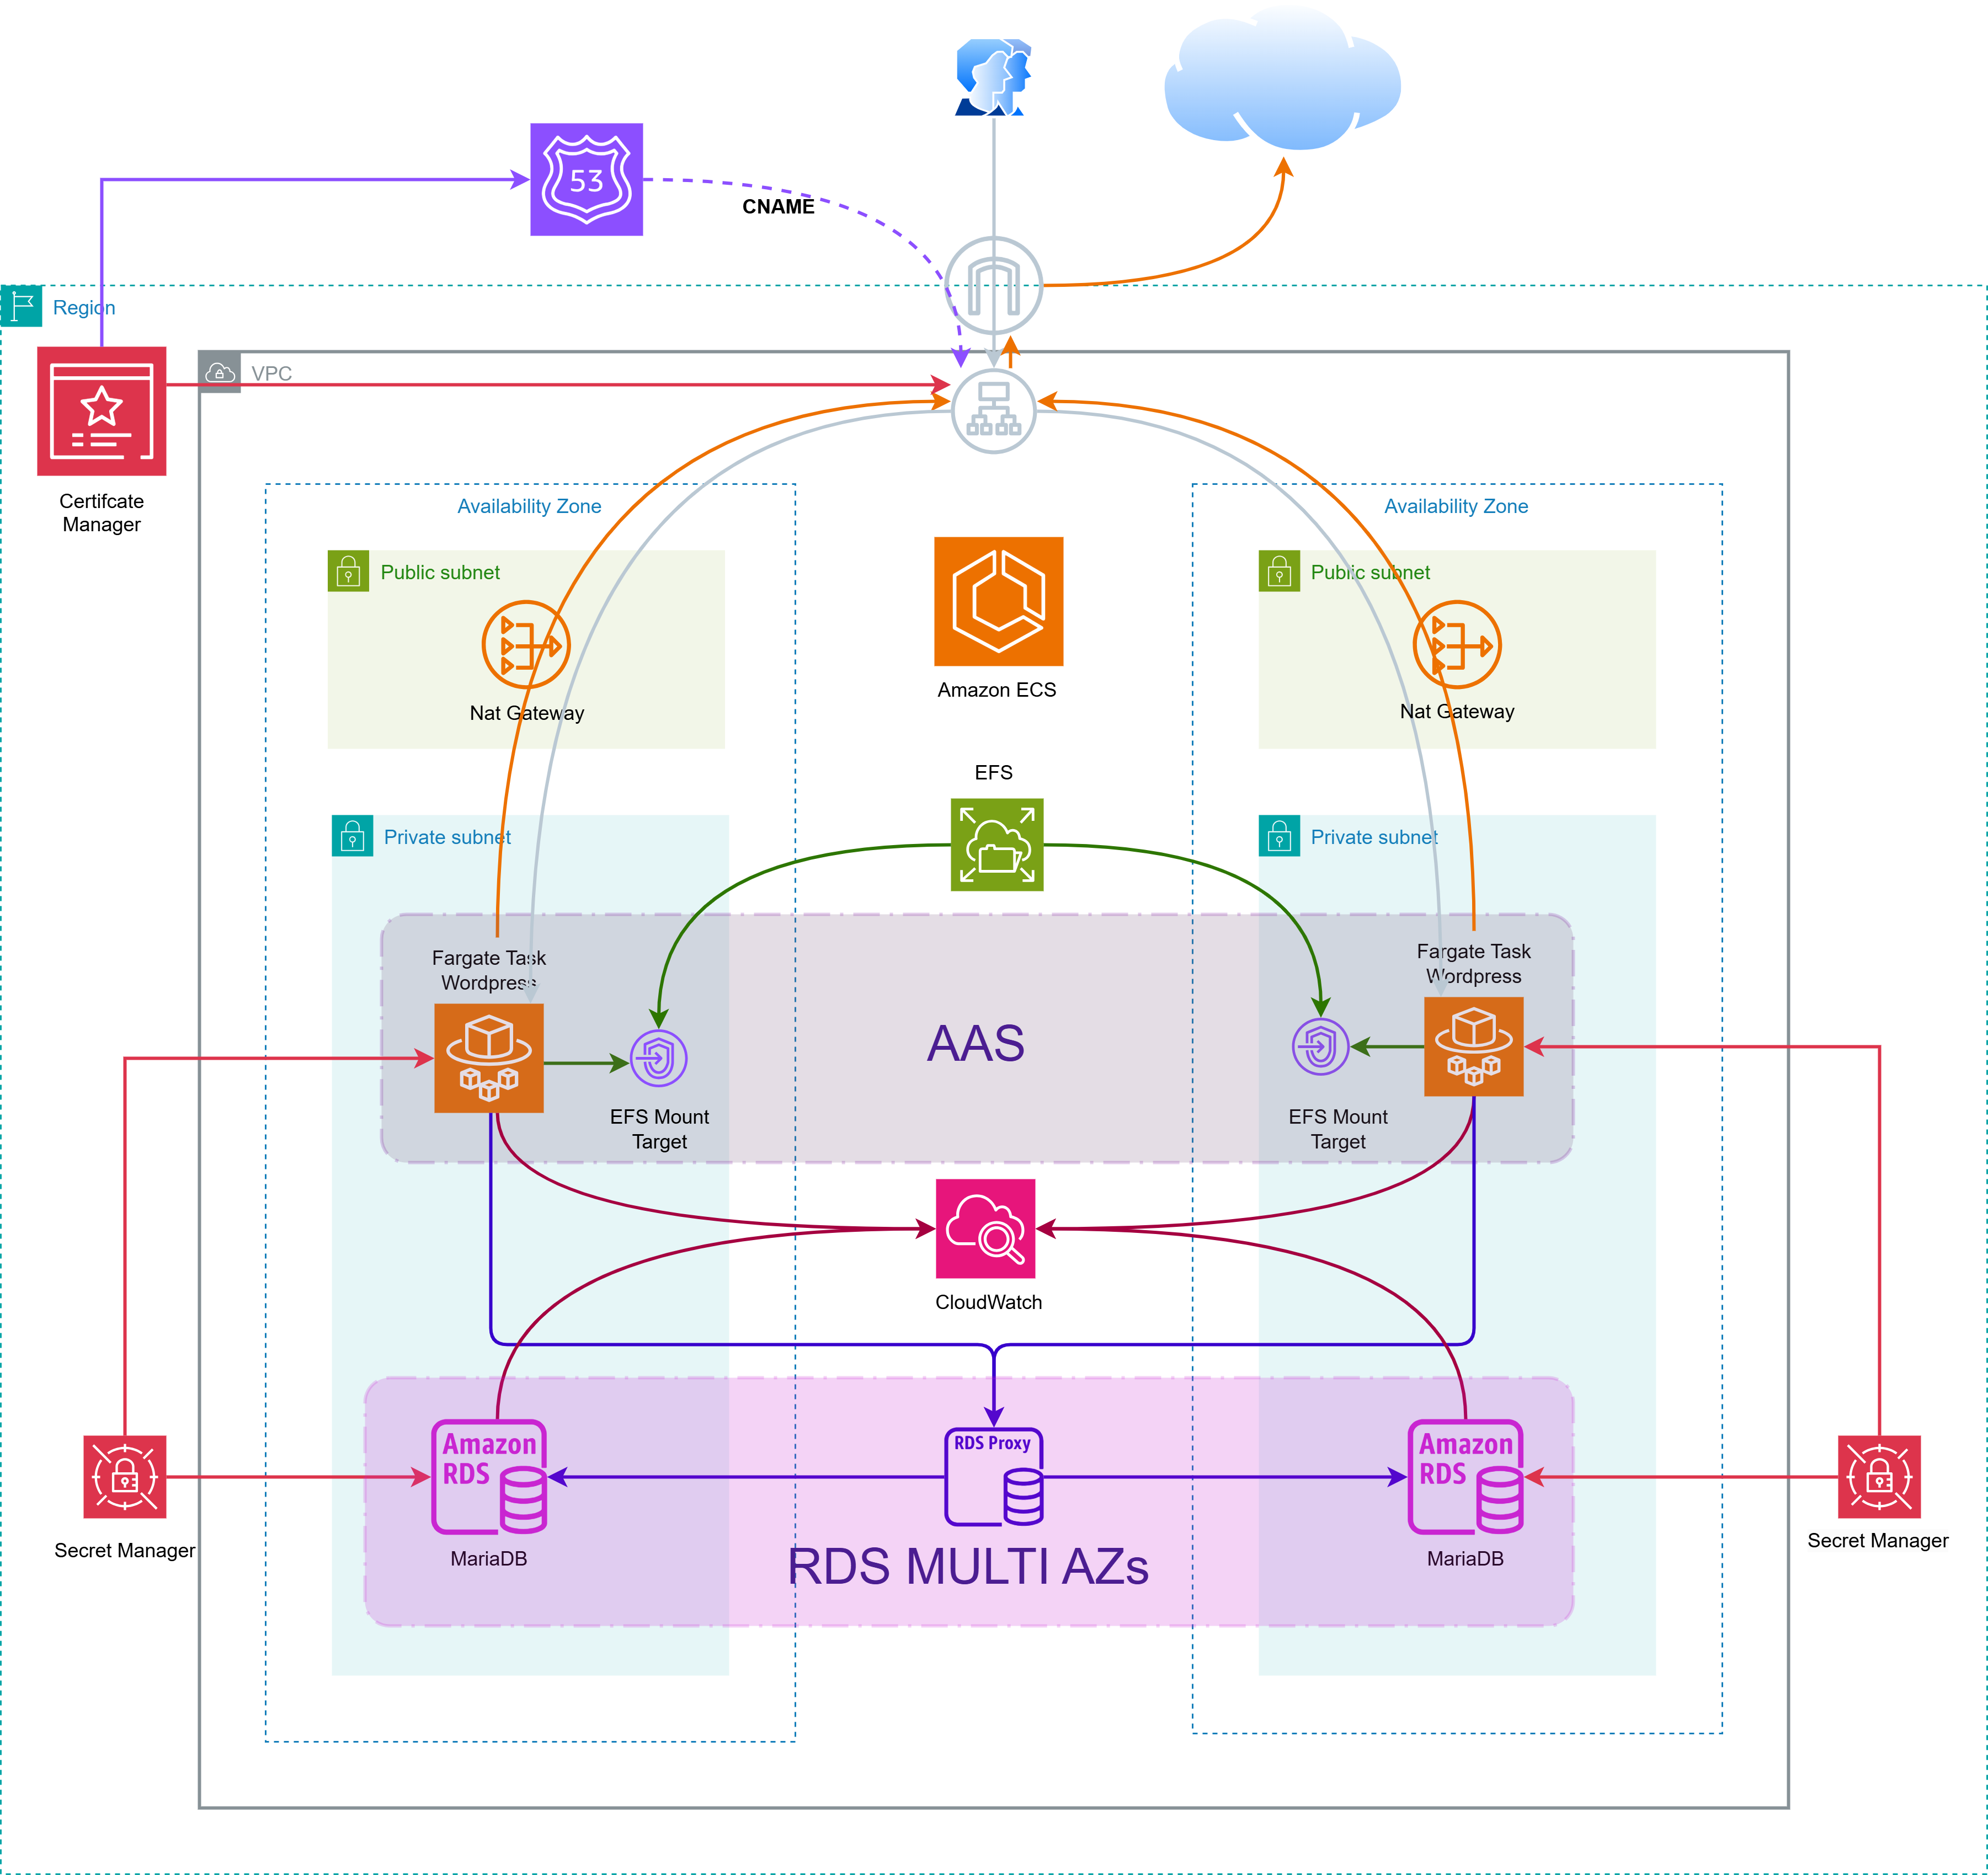 53
CNAME
Region
VPC
Certifcate
Manager
Availability Zone
Availability Zone
Public subnet
Public subnet
Nat Gateway
Nat Gateway
Amazon ECS
EFS
Private subnet
Private subnet
Fargate Task
Wordpress
Fargate Task
Wordpress
AAS
EFS Mount
Target
EFS Mount
Target
CloudWatch
Amazon
RDS
RDS Proxy
Amazon
RDS
Secret Manager
MariaDB
RDS MULTI AZs
MariaDB
Secret Manager